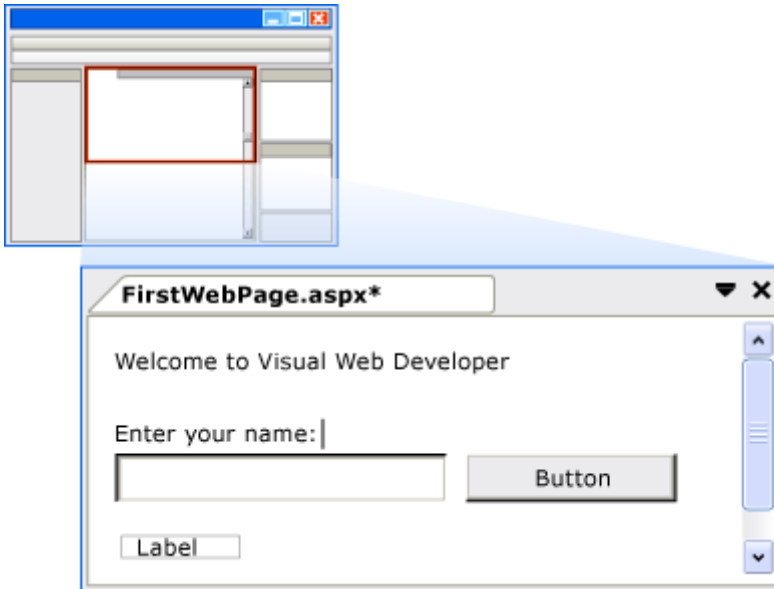 FirstWebPage.aspx*
Welcome to Visual Web Developer
Enter your name:
Button
Label